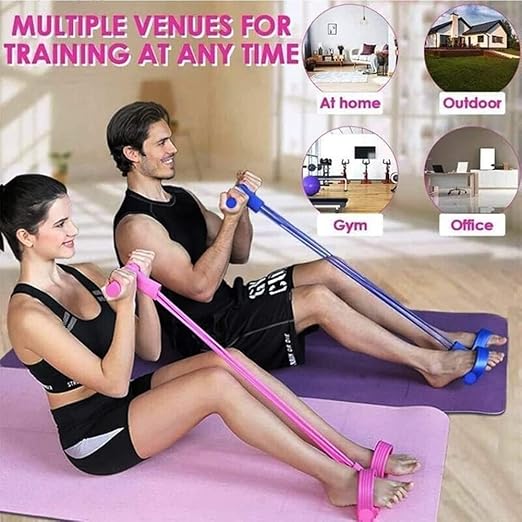 MULTIPLE VENUES FOR
TRAINING AT ANY TIME
At home
Outdoor
Gym
Office